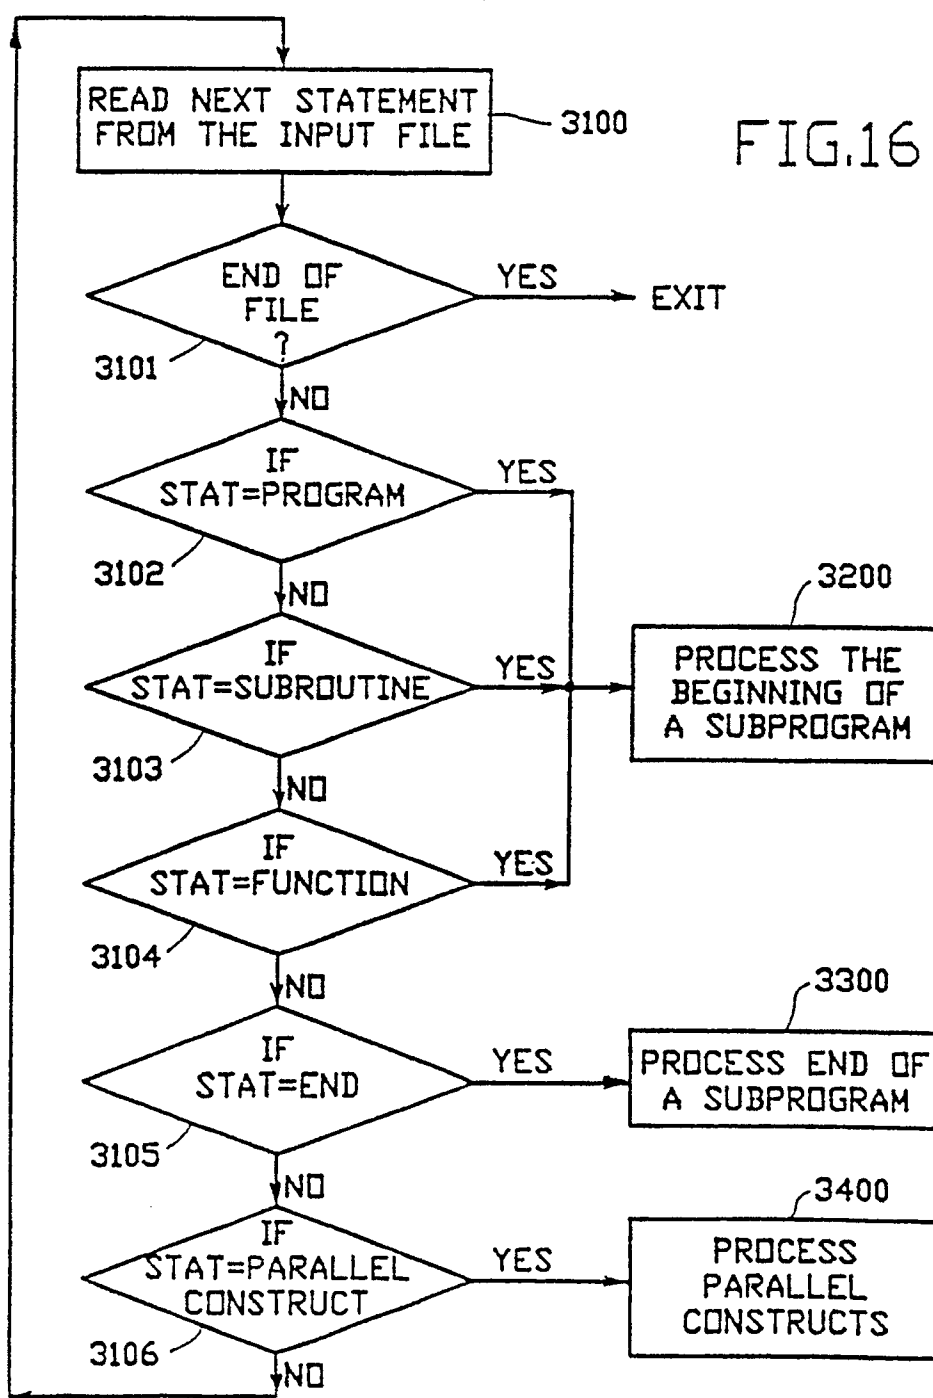 READ NEXT STATEMENT
FROM THE INPUT FILE
3100
FIG.16
END OF
FILE
?
YES
EXIT
3101
NO
IF
STAT=PROGRAM
YES
3102
NO
IF
STAT=SUBROUTINE
YES
3200
PROCESS THE
BEGINNING OF
A SUBPROGRAM
3103
NO
IF
STAT=FUNCTION
YES
3104
NO
IF
STAT=END
YES
3300
PROCESS END OF
A SUBPROGRAM
3105
NO
IF
STAT=PARALLEL
CONSTRUCT
YES
3400
PROCESS
PARALLEL
CONSTRUCTS
3106
NO